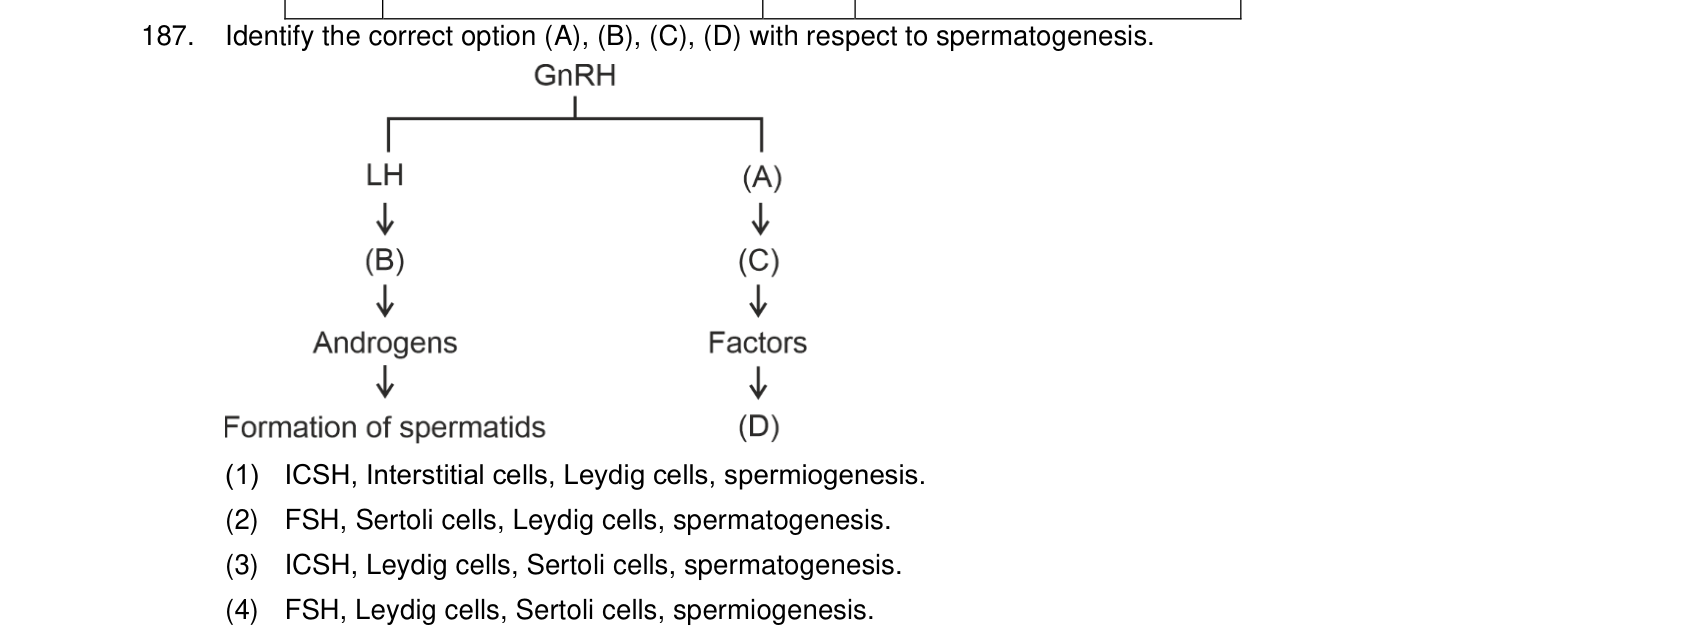 187. Identify the correct option (A), (B), (C), (D) with respect to spermatogenesis.
GnRH
LH (A)
(B) (C)
Androgens Factors
Formation of spermatids (D)
(1) ICSH, Interstitial cells, Leydig cells, spermiogenesis.
(2) FSH, Sertoli cells, Leydig cells, spermatogenesis.
(3) ICSH, Leydig cells, Sertoli cells, spermatogenesis.
(4) FSH, Leydig cells, Sertoli cells, spermiogenesis.